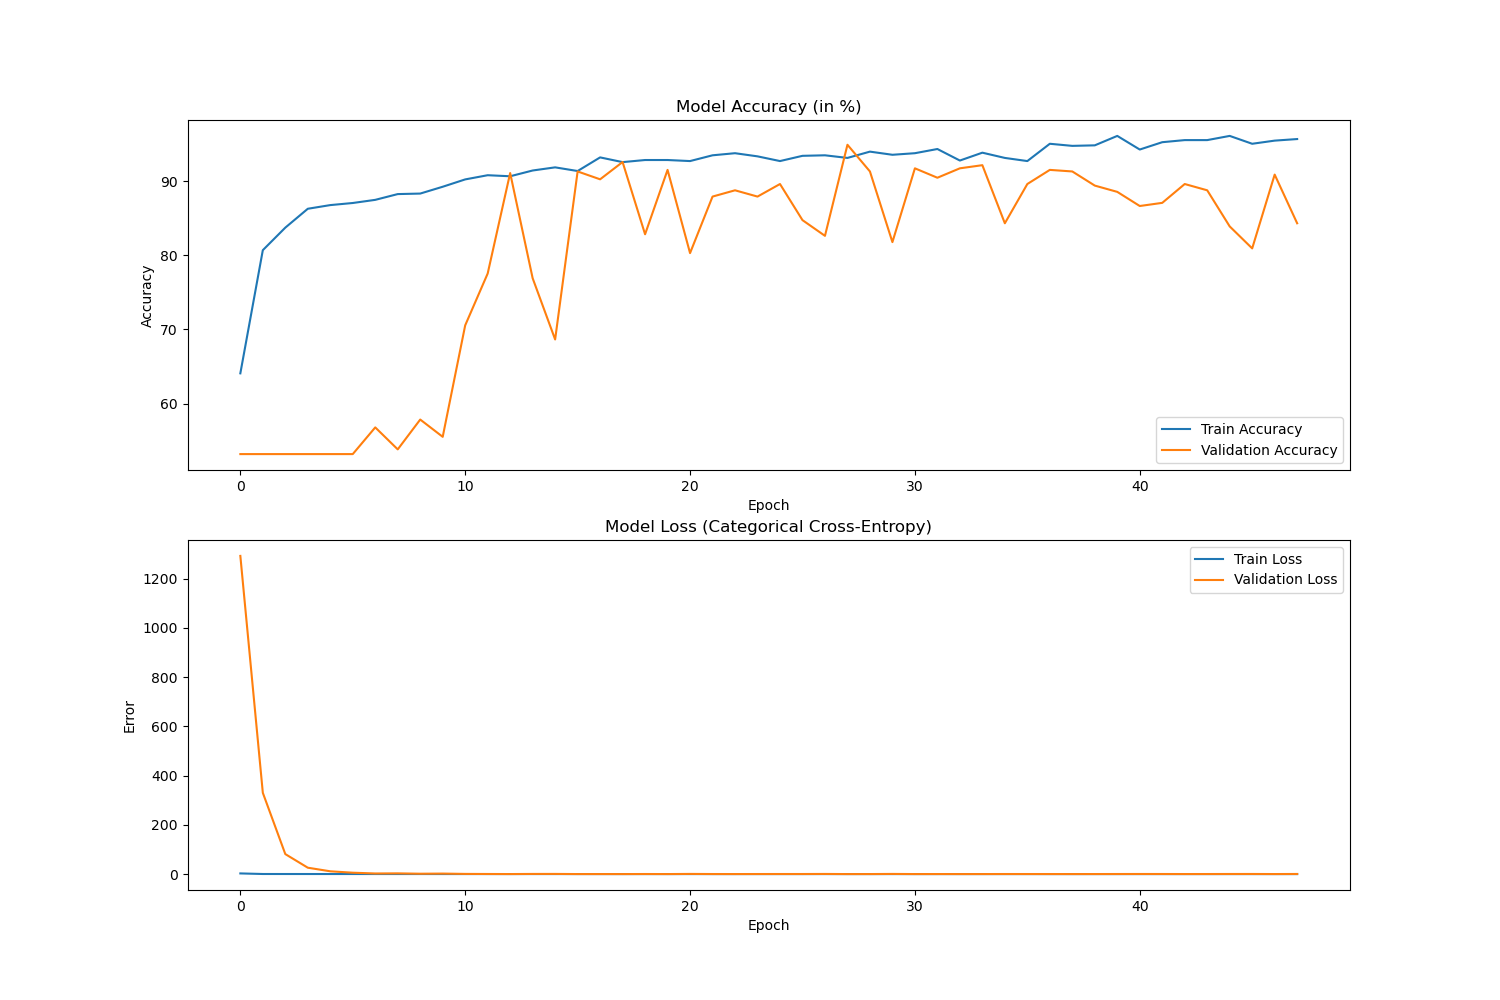 Model Accuracy (in %)
Accuracy
90
80
70
60
Train Accuracy
Validation Accuracy
0 10 20 30 40
Epoch
Model Loss (Categorical Cross-Entropy)
Error
1200
1000
800
600
400
200
0
Train Loss
Validation Loss
0 10 20 30 40
Epoch